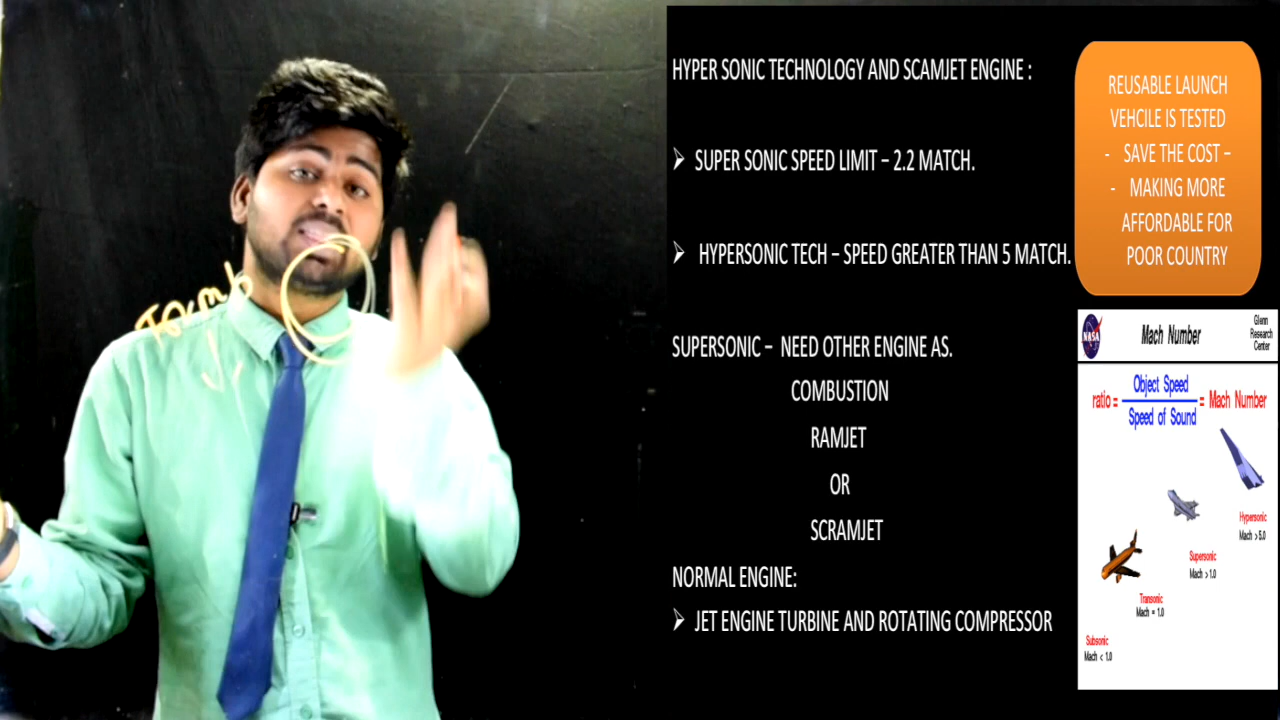 HYPER SONIC TECHNOLOGY AND SCAMJET ENGINE :
➢ SUPER SONIC SPEED LIMIT – 2.2 MATCH.
➢ HYPERSONIC TECH – SPEED GREATER THAN 5 MATCH.
SUPERSONIC – NEED OTHER ENGINE AS.
COMBUSTION
RAMJET
OR
SCRAMJET
NORMAL ENGINE:
➢ JET ENGINE TURBINE AND ROTATING COMPRESSOR
REUSABLE LAUNCH
VEHCILE IS TESTED
- SAVE THE COST –
- MAKING MORE
AFFORDABLE FOR
POOR COUNTRY
NASA
Mach Number
Glenn
Research
Center
ratio = Object Speed / Speed of Sound = Mach Number
Hypersonic
Mach > 5.0
Supersonic
Mach > 1.0
Transonic
Mach = 1.0
Subsonic
Mach < 1.0